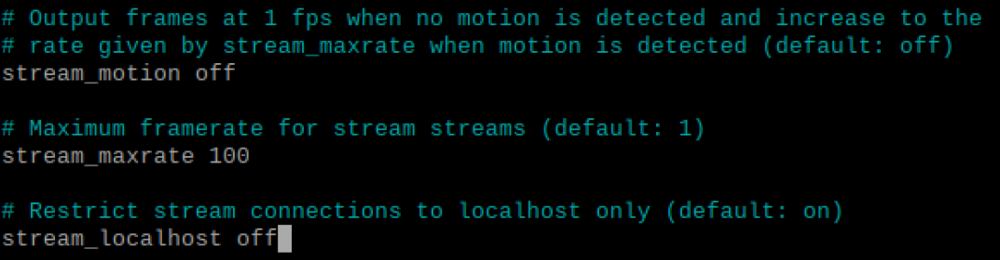 # Output frames at 1 fps when no motion is detected and increase to the
# rate given by stream_maxrate when motion is detected (default: off)
stream_motion off
# Maximum framerate for stream streams (default: 1)
stream_maxrate 100
# Restrict stream connections to localhost only (default: on)
stream_localhost off